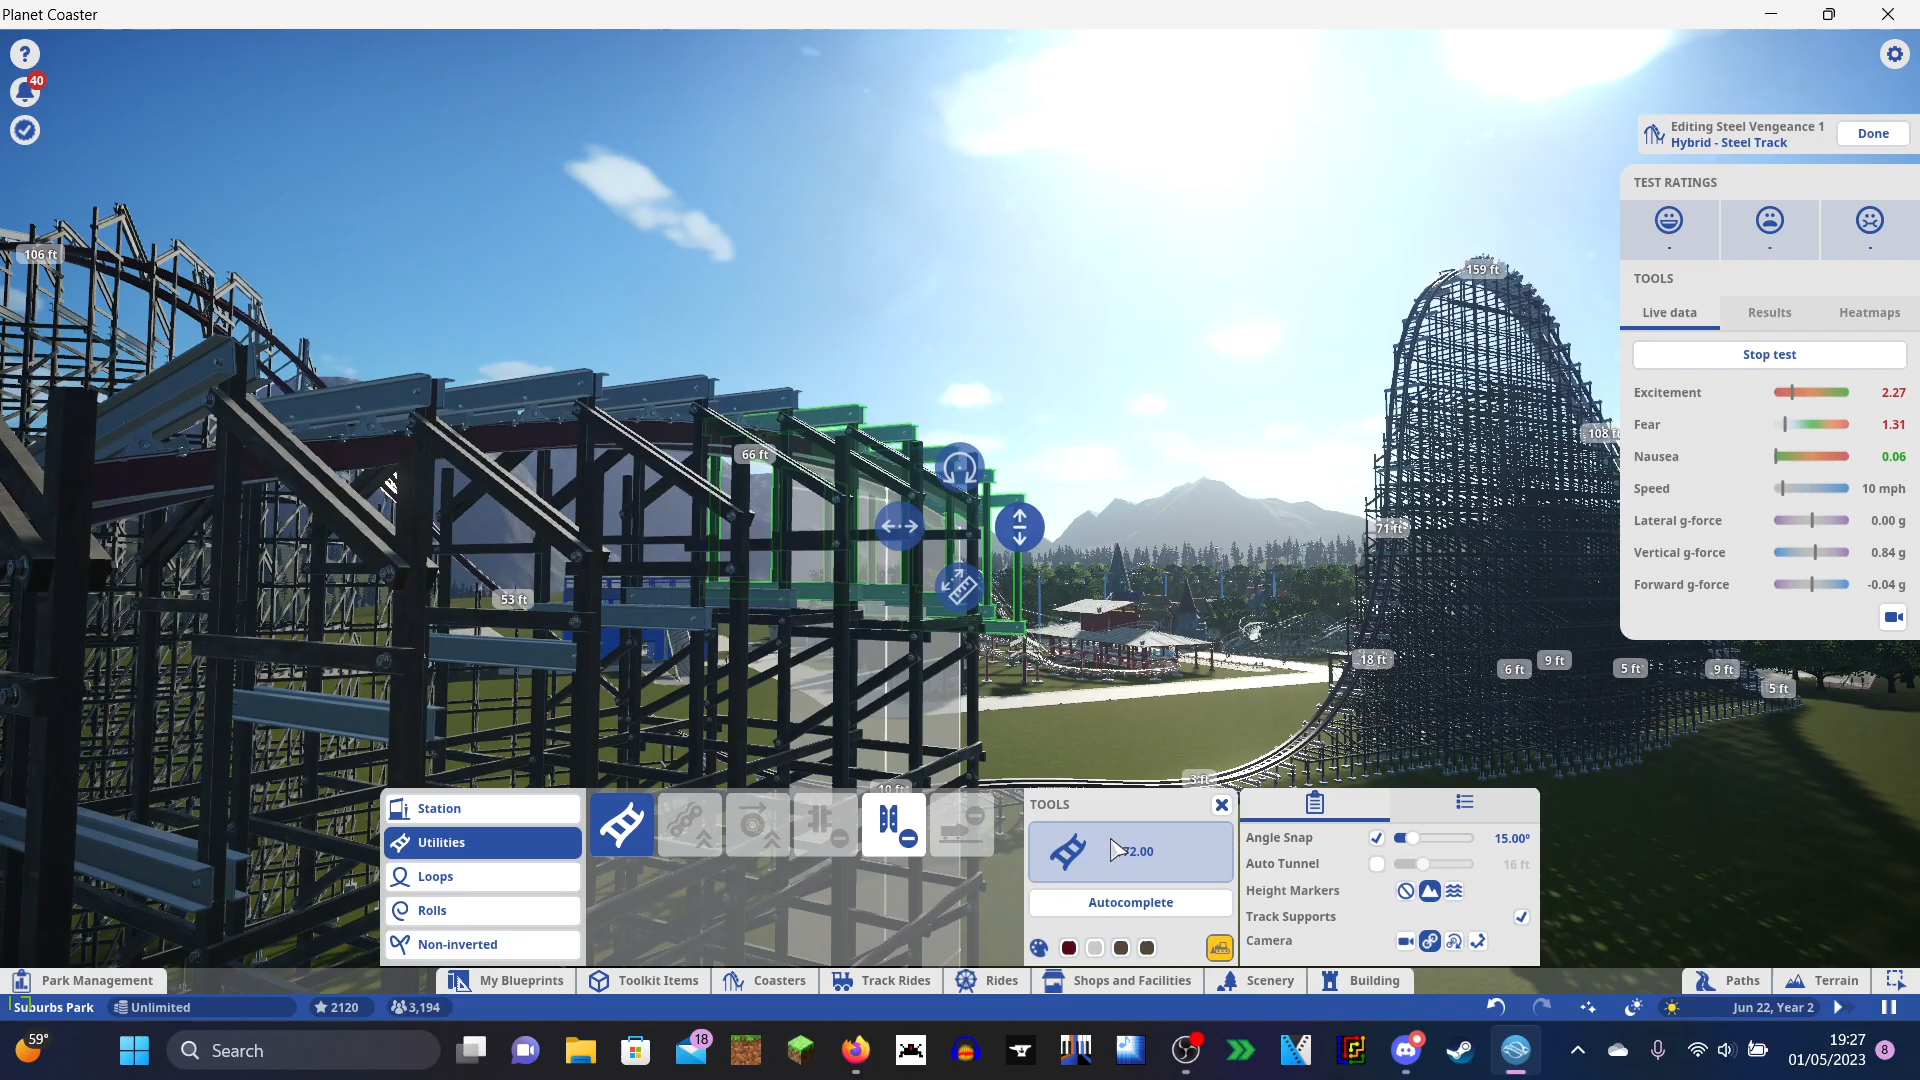 Planet Coaster
?
40
Editing Steel Vengeance 1
Hybrid - Steel Track
Done
TEST RATINGS
-
-
-
TOOLS
Live data
Results
Heatmaps
Stop test
Excitement
2.27
Fear
1.31
Nausea
0.06
Speed
10 mph
Lateral g-force
0.00 g
Vertical g-force
0.84 g
Forward g-force
-0.04 g
106 ft
159 ft
108 ft
66 ft
71 ft
53 ft
18 ft
6 ft
9 ft
5 ft
9 ft
5 ft
3 ft
10 ft
Station
Utilities
Loops
Rolls
Non-inverted
TOOLS
Autocomplete
Angle Snap
15.00°
Auto Tunnel
16 ft
Height Markers
Track Supports
Camera
Park Management
My Blueprints
Toolkit Items
Coasters
Track Rides
Rides
Shops and Facilities
Scenery
Building
Paths
Terrain
Suburbs Park
Unlimited
2120
3,194
Jun 22, Year 2
59°
Search
18
19:27
01/05/2023
8